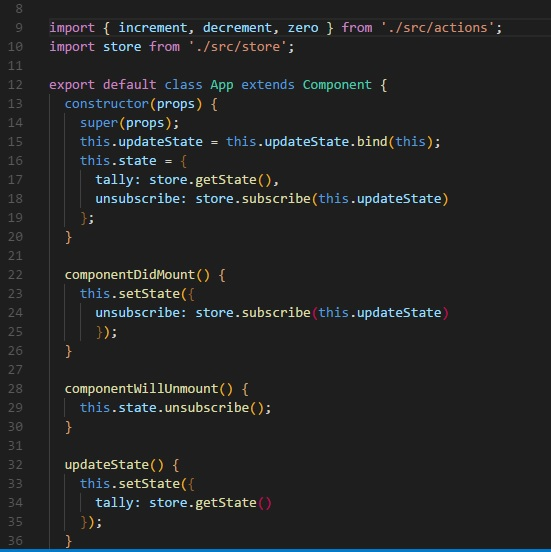 8
9 import { increment, decrement, zero } from './src/actions';
10 import store from './src/store';
11
12 export default class App extends Component {
13   constructor(props) {
14     super(props);
15     this.updateState = this.updateState.bind(this);
16     this.state = {
17       tally: store.getState(),
18       unsubscribe: store.subscribe(this.updateState)
19     };
20   }
21
22   componentDidMount() {
23     this.setState({
24       unsubscribe: store.subscribe(this.updateState)
25       });
26   }
27
28   componentWillUnmount() {
29     this.state.unsubscribe();
30   }
31
32   updateState() {
33     this.setState({
34       tally: store.getState()
35     });
36   }